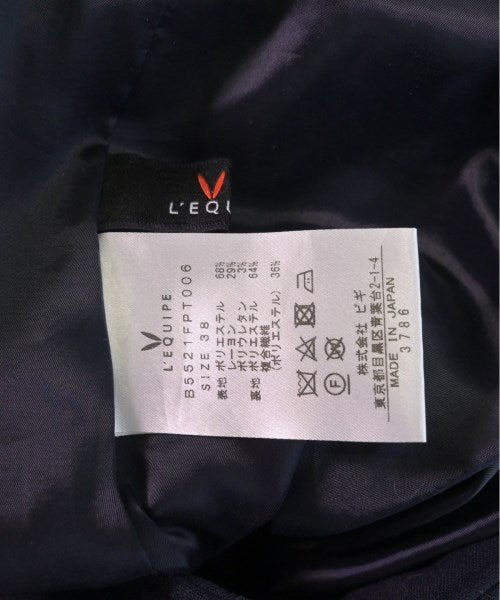 L'EQU
L'EQUIPE
B5521FPT006
SIZE 38
表地 ポリエステル 68%
レーヨン 29%
ポリウレタン 3%
裏地 ポリエステル 64%
複合繊維
(ポリエステル) 36%
F
株式会社 ビギ
東京都目黒区青葉台2-1-4
MADE IN JAPAN
3786